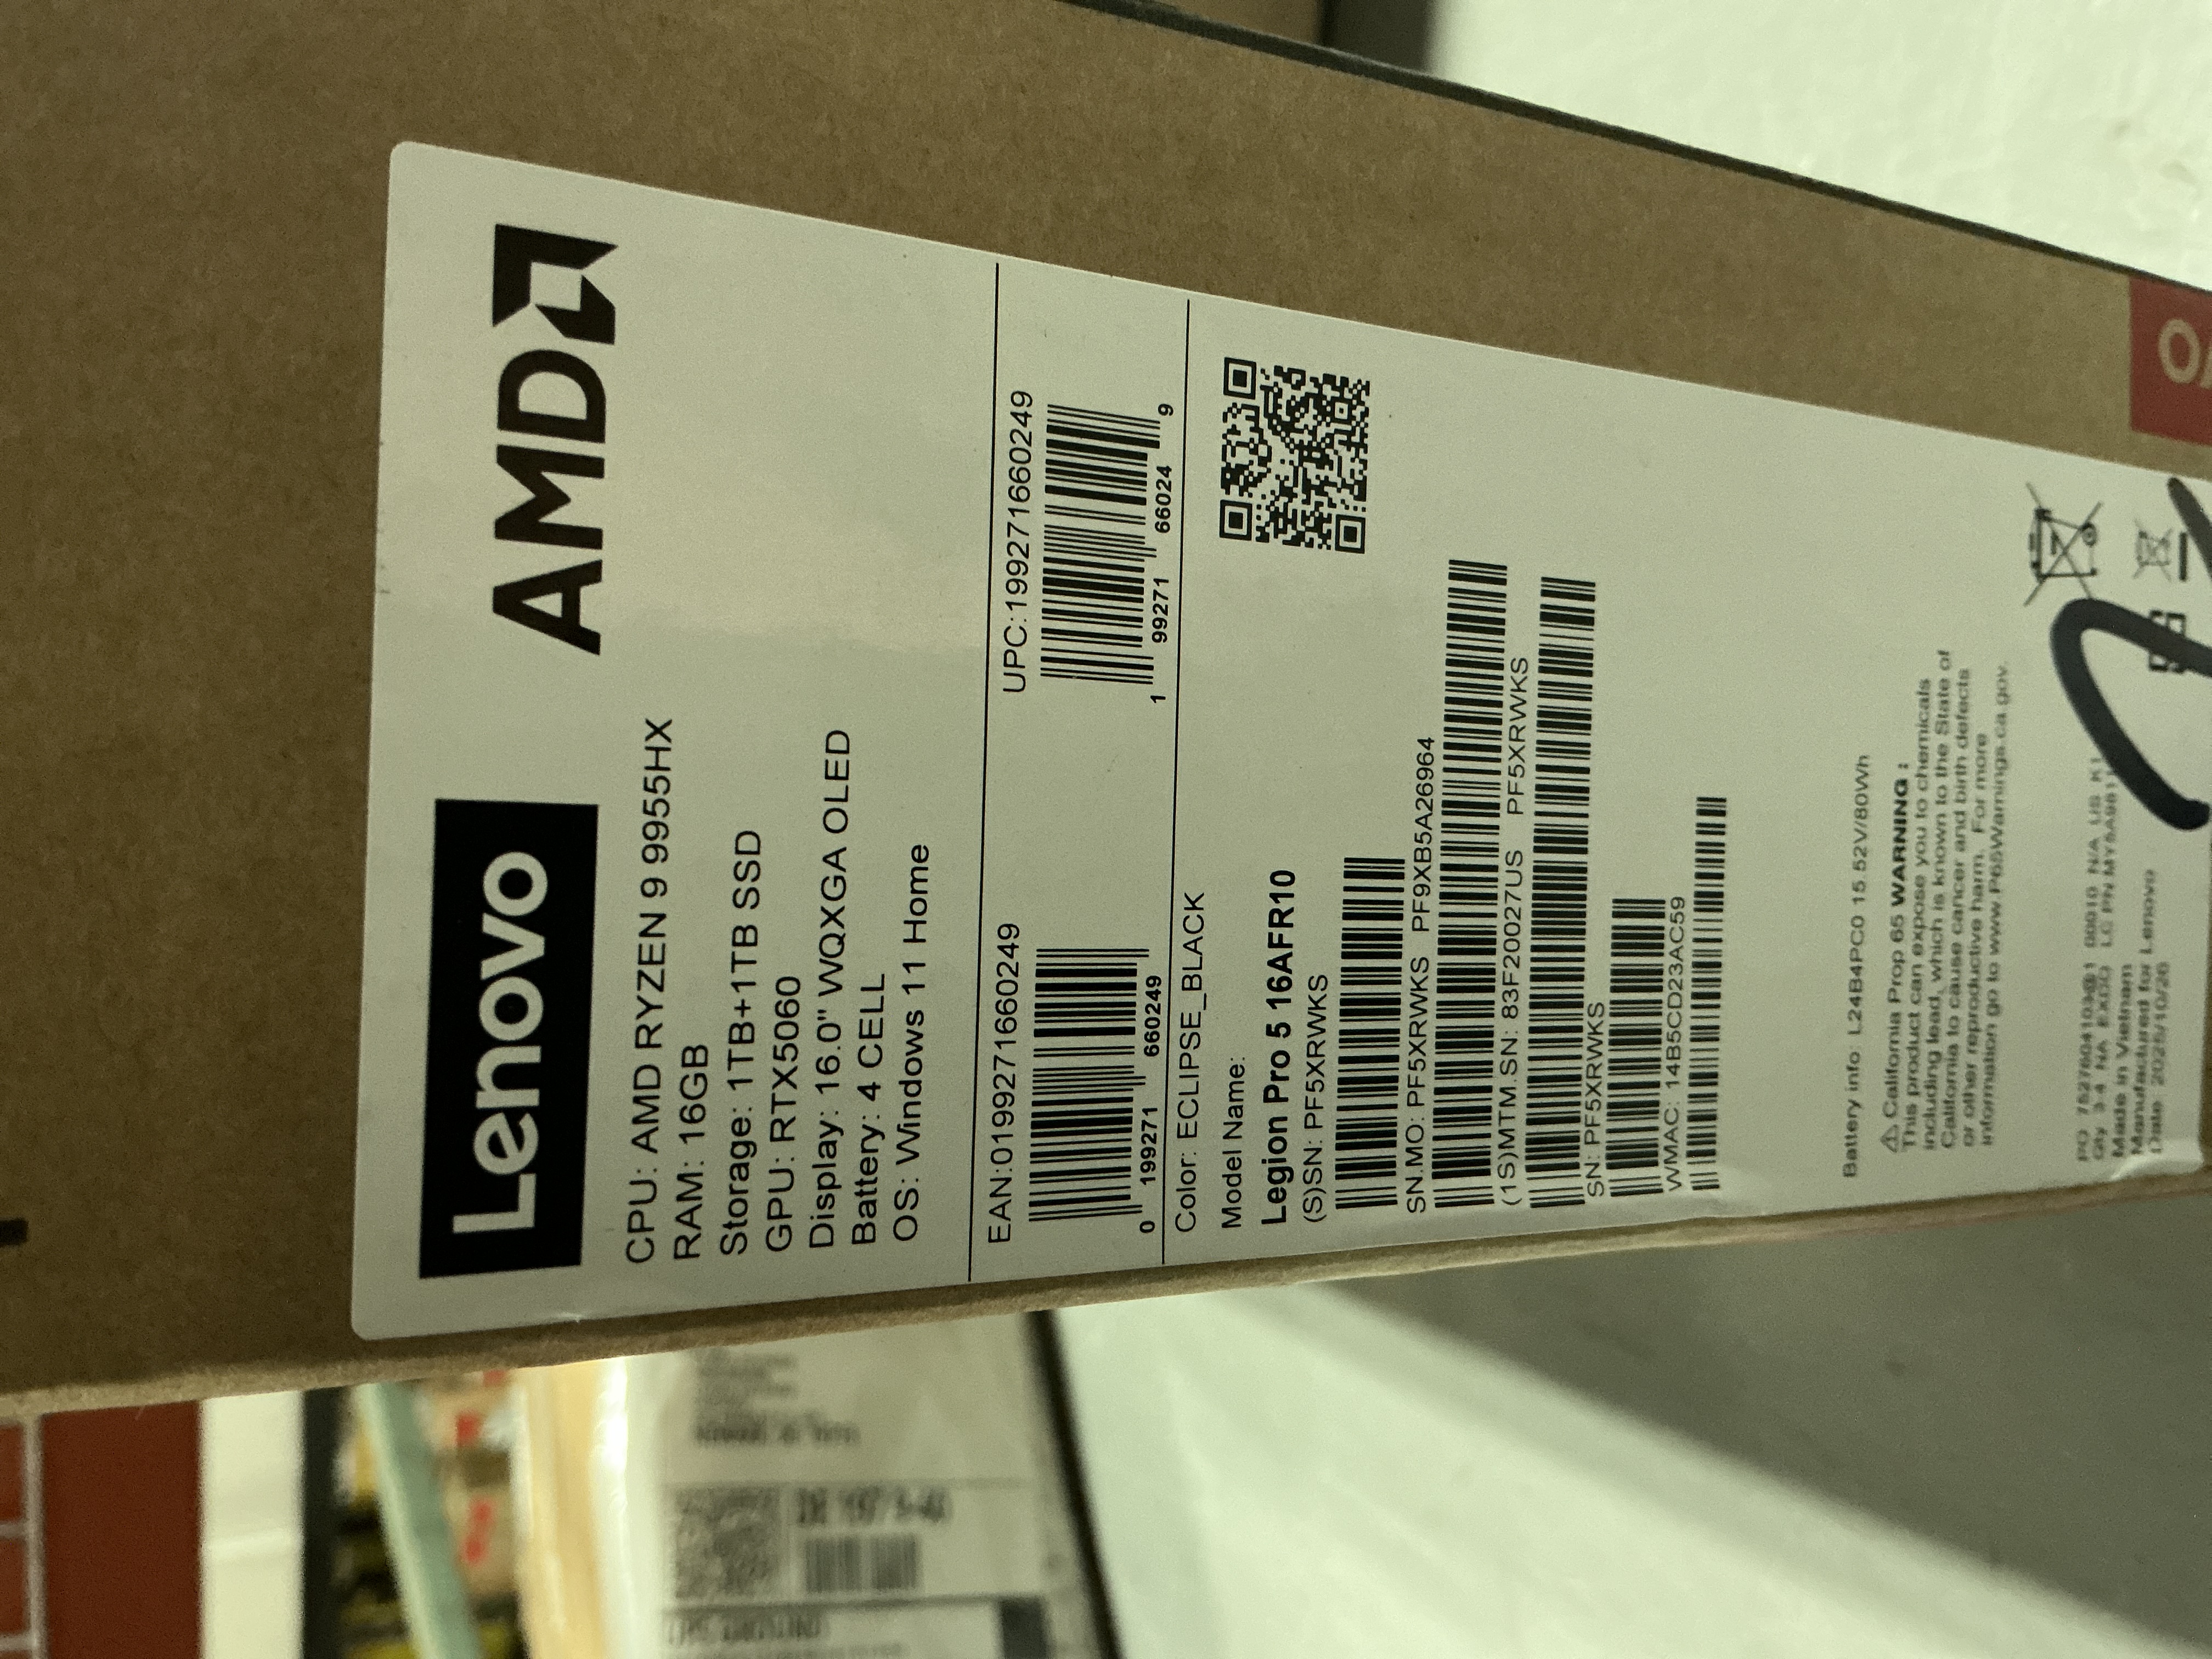 Lenovo
AMD
CPU: AMD RYZEN 9 9955HX
RAM: 16GB
Storage: 1TB+1TB SSD
GPU: RTX5060
Display: 16.0" WQXGA OLED
Battery: 4 CELL
OS: Windows 11 Home
EAN:0199271660249
0 199271 660249
UPC:199271660249
1 99271 66024 9
Color: ECLIPSE_BLACK
Model Name:
Legion Pro 5 16AFR10
(S)SN: PF5XRWKS
SN.MO: PF5XRWKS PF9XB5A26964
(1S)MTM.SN: 83F20027US PF5XRWKS
SN: PF5XRWKS
WMAC: 14B5CD23AC59
Battery info: L24B4PC0 15.52V/80Wh
⚠ California Prop 65 WARNING :
This product can expose you to chemicals
including lead, which is known to the State of
California to cause cancer and birth defects
or other reproductive harm. For more
information go to www.P65Warnings.ca.gov.
Made in Vietnam
Manufactured for Lenovo
Date: 2025/10/26